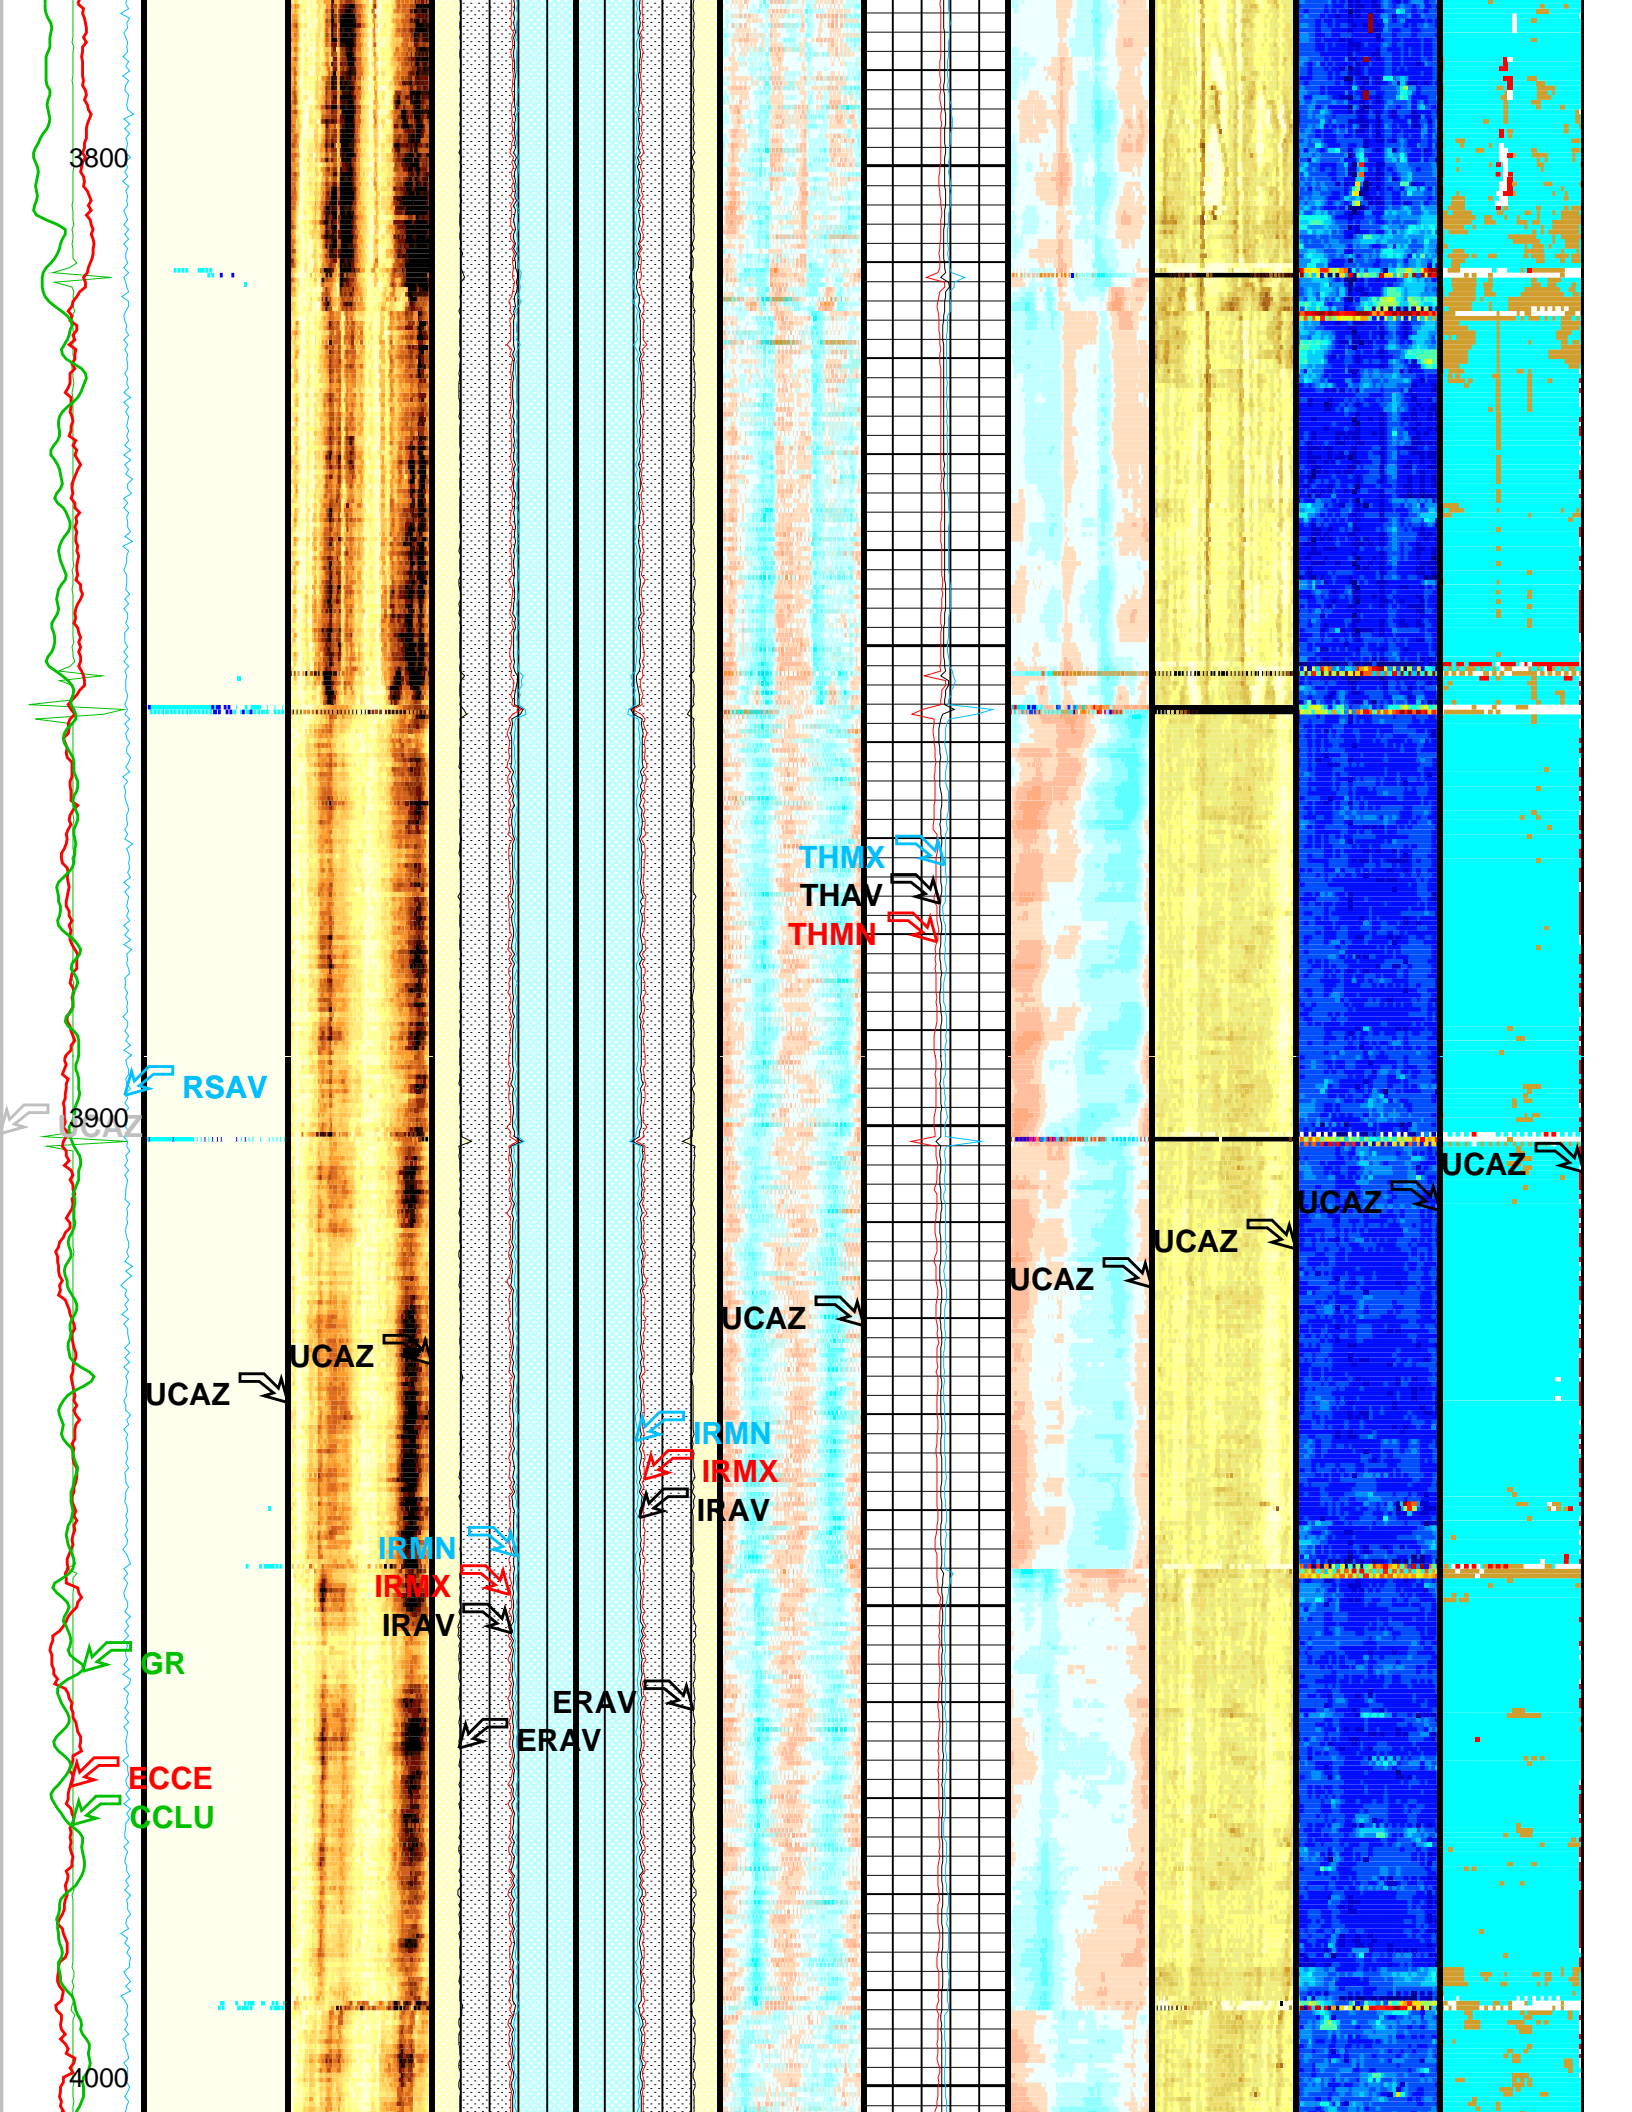 3800
THMX
THAV
THMN
RSAV
3900
UCAZ
UCAZ
UCAZ
UCAZ
UCAZ
UCAZ
UCAZ
UCAZ
UCAZ
IRMN
IRMX
IRAV
IRMN
IRMX
IRAV
GR
ERAV
ERAV
ECCE
CCLU
4000